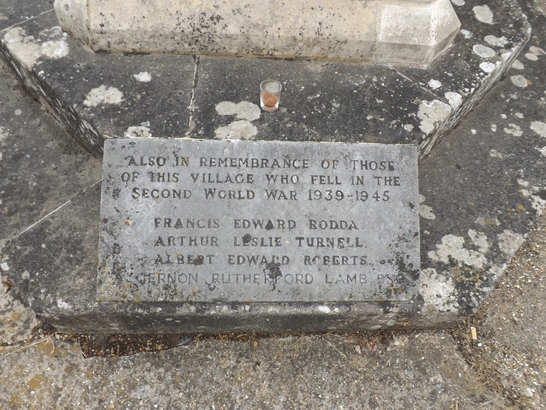 ALSO IN REMEMBRANCE OF THOSE
OF THIS VILLAGE WHO FELL IN THE
SECOND WORLD WAR 1939-1945
FRANCIS EDWARD RODDA
ARTHUR LESLIE TURNELL.
ALBERT EDWARD ROBERTS.
VERNON RUTHERFORD LAMB